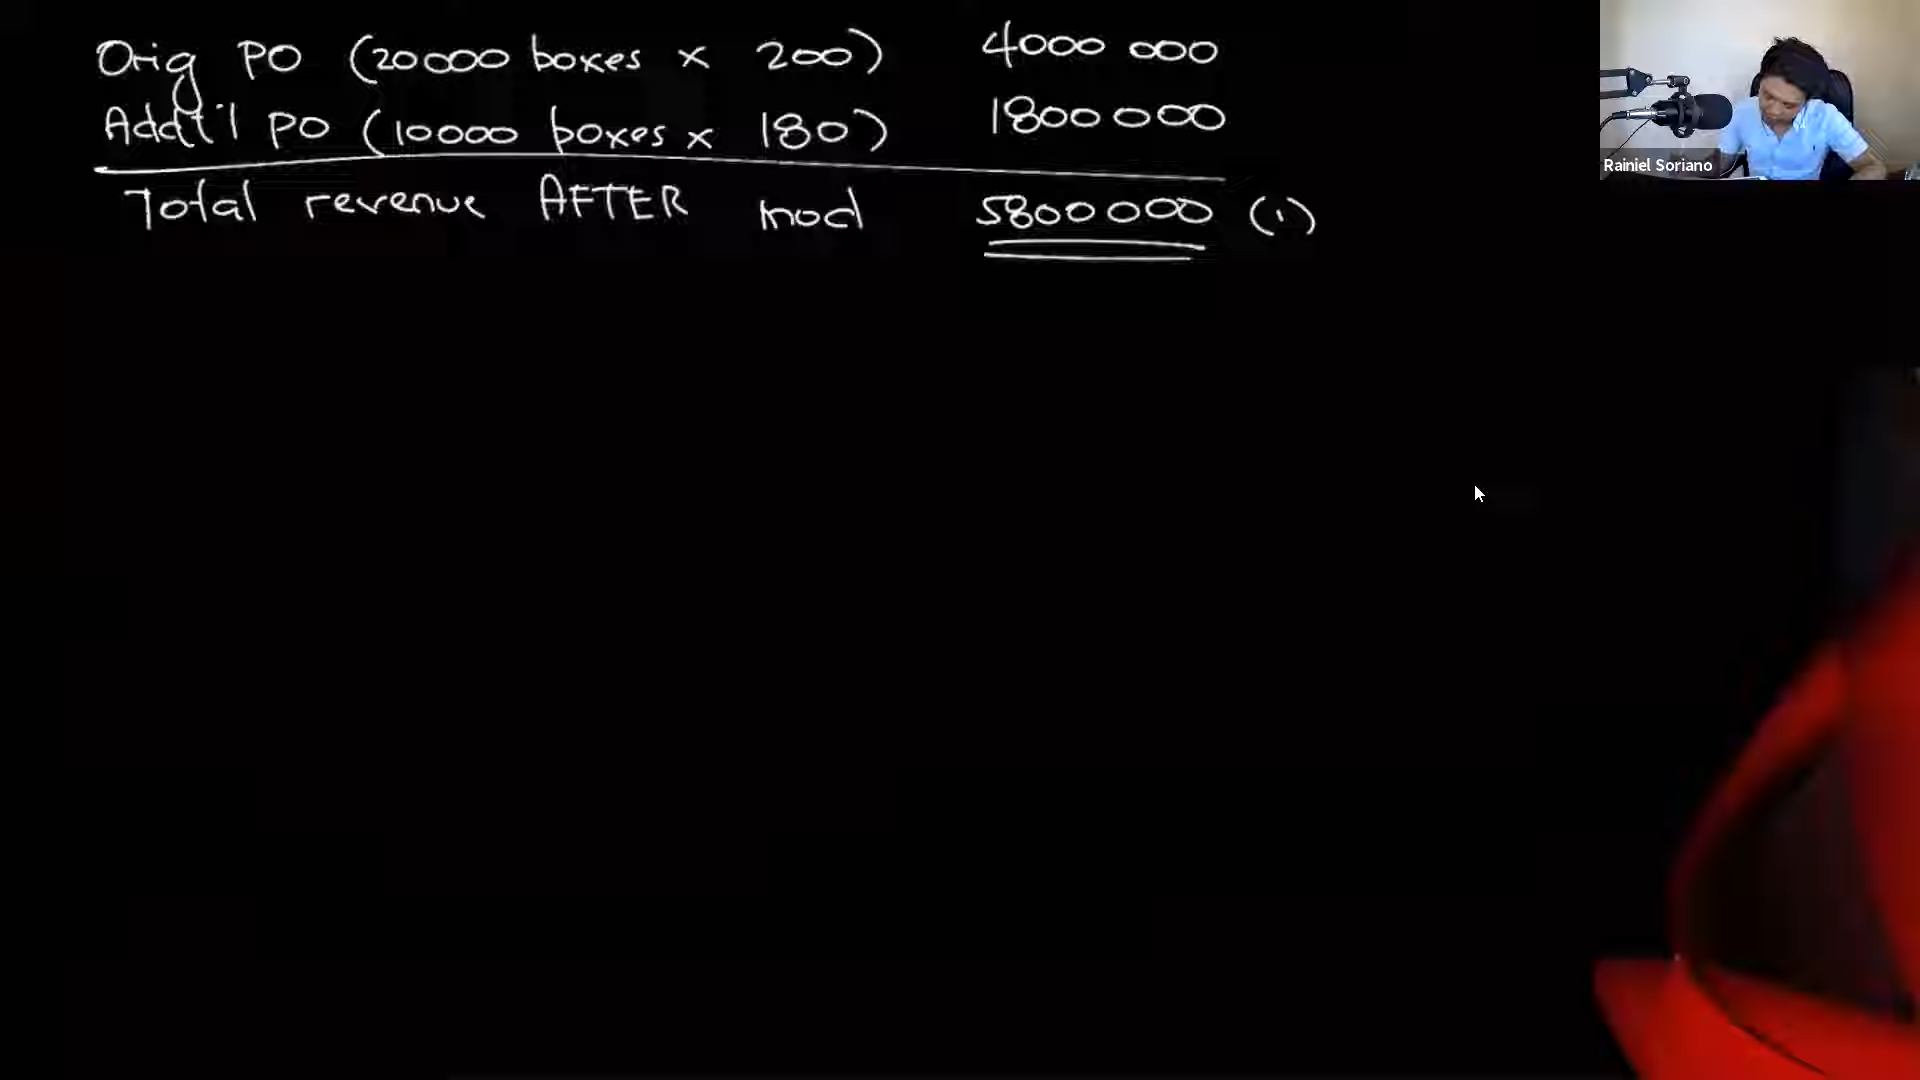 Orig PO (20000 boxes x 200) 4000 000
Addt'l PO (10000 boxes x 180) 1800 000
Total revenue AFTER mod 5800 000 (1)
Rainiel Soriano